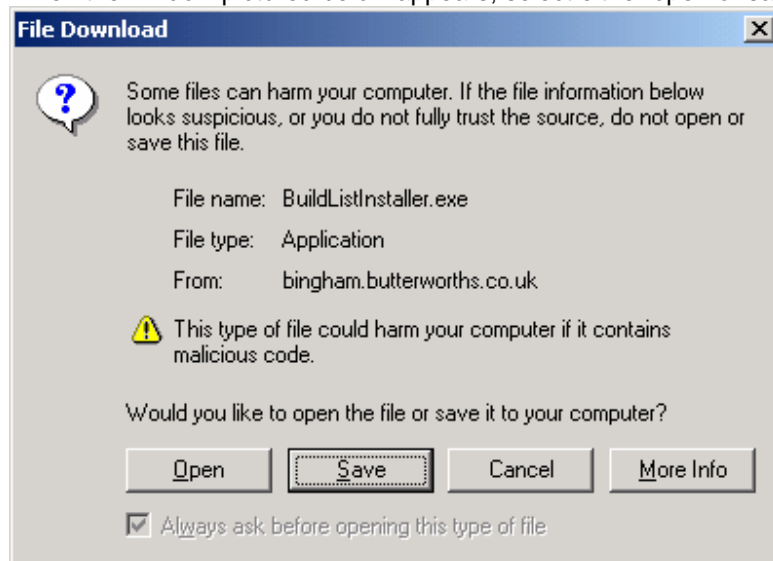 File Download
Some files can harm your computer. If the file information below
looks suspicious, or you do not fully trust the source, do not open or
save this file.
File name: BuildListInstaller.exe
File type: Application
From: bingham.butterworths.co.uk
This type of file could harm your computer if it contains
malicious code.
Would you like to open the file or save it to your computer?
Open Save Cancel More Info
Always ask before opening this type of file